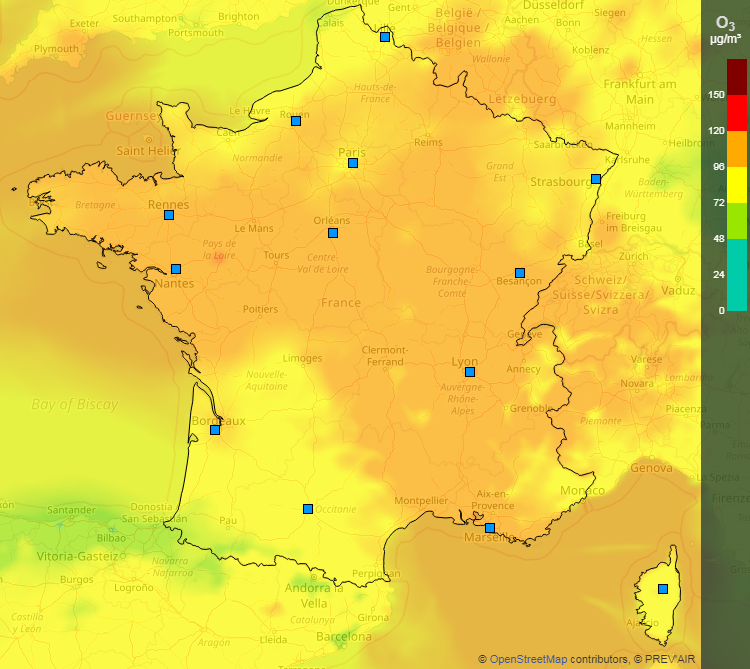 Dunkerque
Gent
België /
Belgique /
Belgien
Düsseldorf
Aachen
Bonn
Siegen
Koblenz
Hessen
Exeter
Southampton
Brighton
Portsmouth
Plymouth
Calais
Lille
Wallonie
Hauts-de-
France
Letzebuerg
Frankfurt am
Main
Guernsey
Le Havre
Rouen
Caen
Mannheim
Heilbronn
Saint Helier
Normandie
Paris
Reims
Grand
Est
Saarbrücken
Karlsruhe
Strasbourg
Baden-
Württemberg
Bretagne
Rennes
Le Mans
Orléans
Freiburg
im Breisgau
Pays de
la Loire
Tours
Centre-
Val de Loire
Bourgogne-
Franche-
Comté
Besançon
Basel
Zürich
Nantes
Schweiz/
Suisse/Svizzera/
Svizra
Vaduz
Poitiers
France
Genève
Limoges
Clermont-
Ferrand
Lyon
Annecy
Varese
Novara
Lombardia
Nouvelle-
Aquitaine
Auvergne-
Rhône-
Alpes
Grenoble
Piacenza
Piemonte
Parma
Bay of Biscay
Bordeaux
Genova
La Spezia
Firenze
Monaco
Montpellier
Aix-en-
Provence
Marseille
Occitanie
Santander
Bilbao
Donostia
San Sebastián
Pau
Vitoria-Gasteiz
Navarra
Nafarroa
Burgos
Logroño
Perpignan
Andorra la
Vella
Castilla
y León
Catalunya
Girona
Aragón
Lleida
Barcelona
Tarragona
Ajaccio
O3
µg/m³
150
120
96
72
48
24
0
© OpenStreetMap contributors, © PREV'AIR